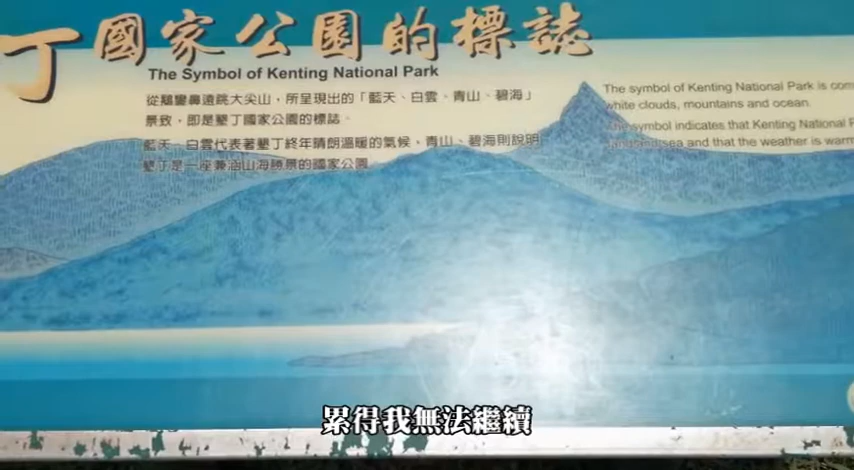 丁國家公園的標誌
The Symbol of Kenting National Park
從鵝鑾鼻遠眺大尖山，所呈現出的「藍天、白雲、青山、碧海」
景致，即是墾丁國家公園的標誌。
藍天、白雲代表著墾丁終年晴朗溫暖的氣候、青山、碧海則說明
墾丁是一座兼涵山海勝景的國家公園
The symbol of Kenting National Park is com
white clouds, mountains and ocean.
The symbol indicates that Kenting National P
land and sea and that the weather is warm
累得我無法繼續